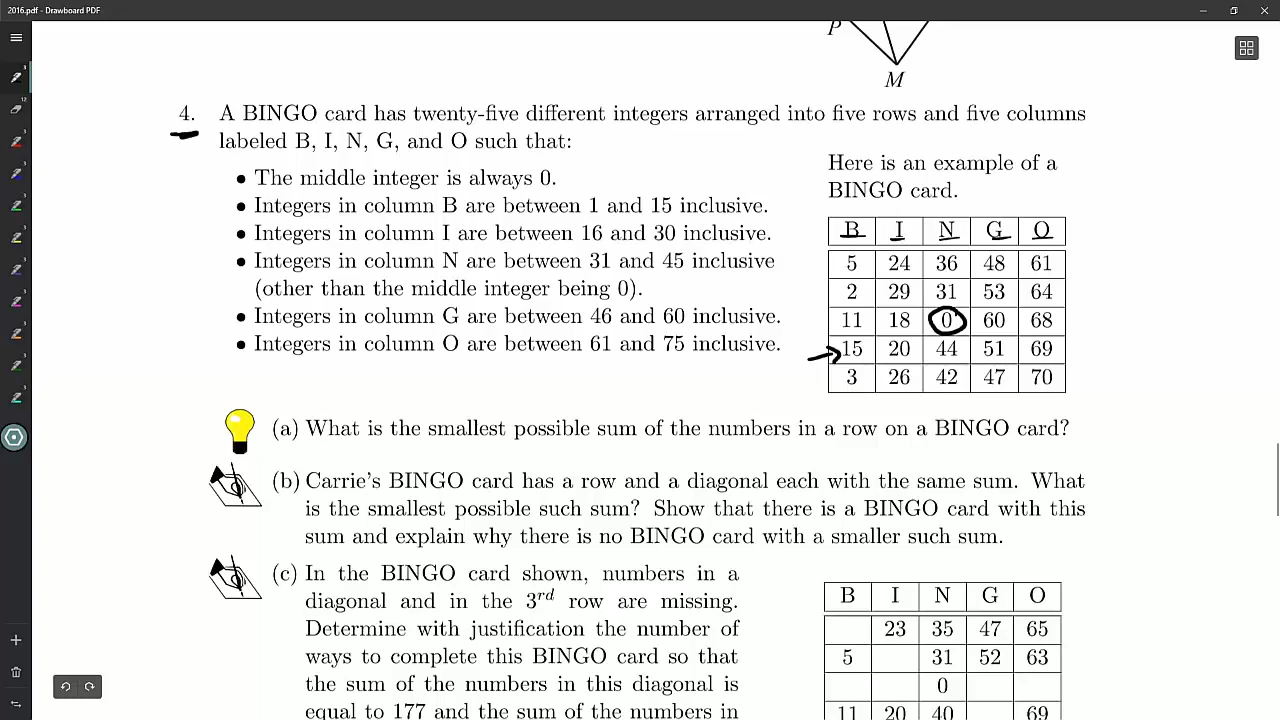 2016.pdf - Drawboard PDF
P
M
4. A BINGO card has twenty-five different integers arranged into five rows and five columns
labeled B, I, N, G, and O such that:
• The middle integer is always 0.
• Integers in column B are between 1 and 15 inclusive.
• Integers in column I are between 16 and 30 inclusive.
• Integers in column N are between 31 and 45 inclusive
(other than the middle integer being 0).
• Integers in column G are between 46 and 60 inclusive.
• Integers in column O are between 61 and 75 inclusive.
Here is an example of a
BINGO card.
B I N G O
5 24 36 48 61
2 29 31 53 64
11 18 0 60 68
15 20 44 51 69
3 26 42 47 70
(a) What is the smallest possible sum of the numbers in a row on a BINGO card?
(b) Carrie's BINGO card has a row and a diagonal each with the same sum. What
is the smallest possible such sum? Show that there is a BINGO card with this
sum and explain why there is no BINGO card with a smaller such sum.
(c) In the BINGO card shown, numbers in a
diagonal and in the 3rd row are missing.
Determine with justification the number of
ways to complete this BINGO card so that
the sum of the numbers in this diagonal is
equal to 177 and the sum of the numbers in
B I N G O
23 35 47 65
5 31 52 63
0
11 20 40 69